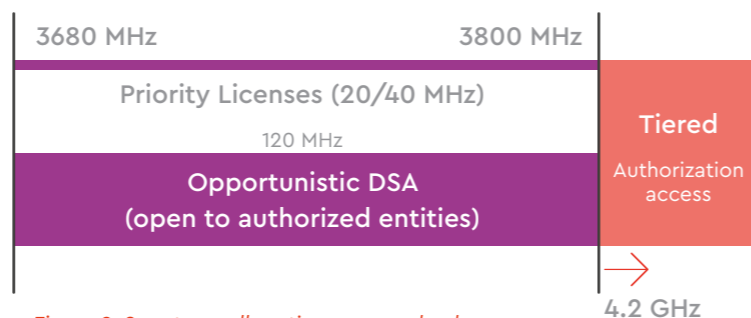 3680 MHz 3800 MHz
Priority Licenses (20/40 MHz)
120 MHz
Opportunistic DSA
(open to authorized entities)
Tiered
Authorization
access
4.2 GHz